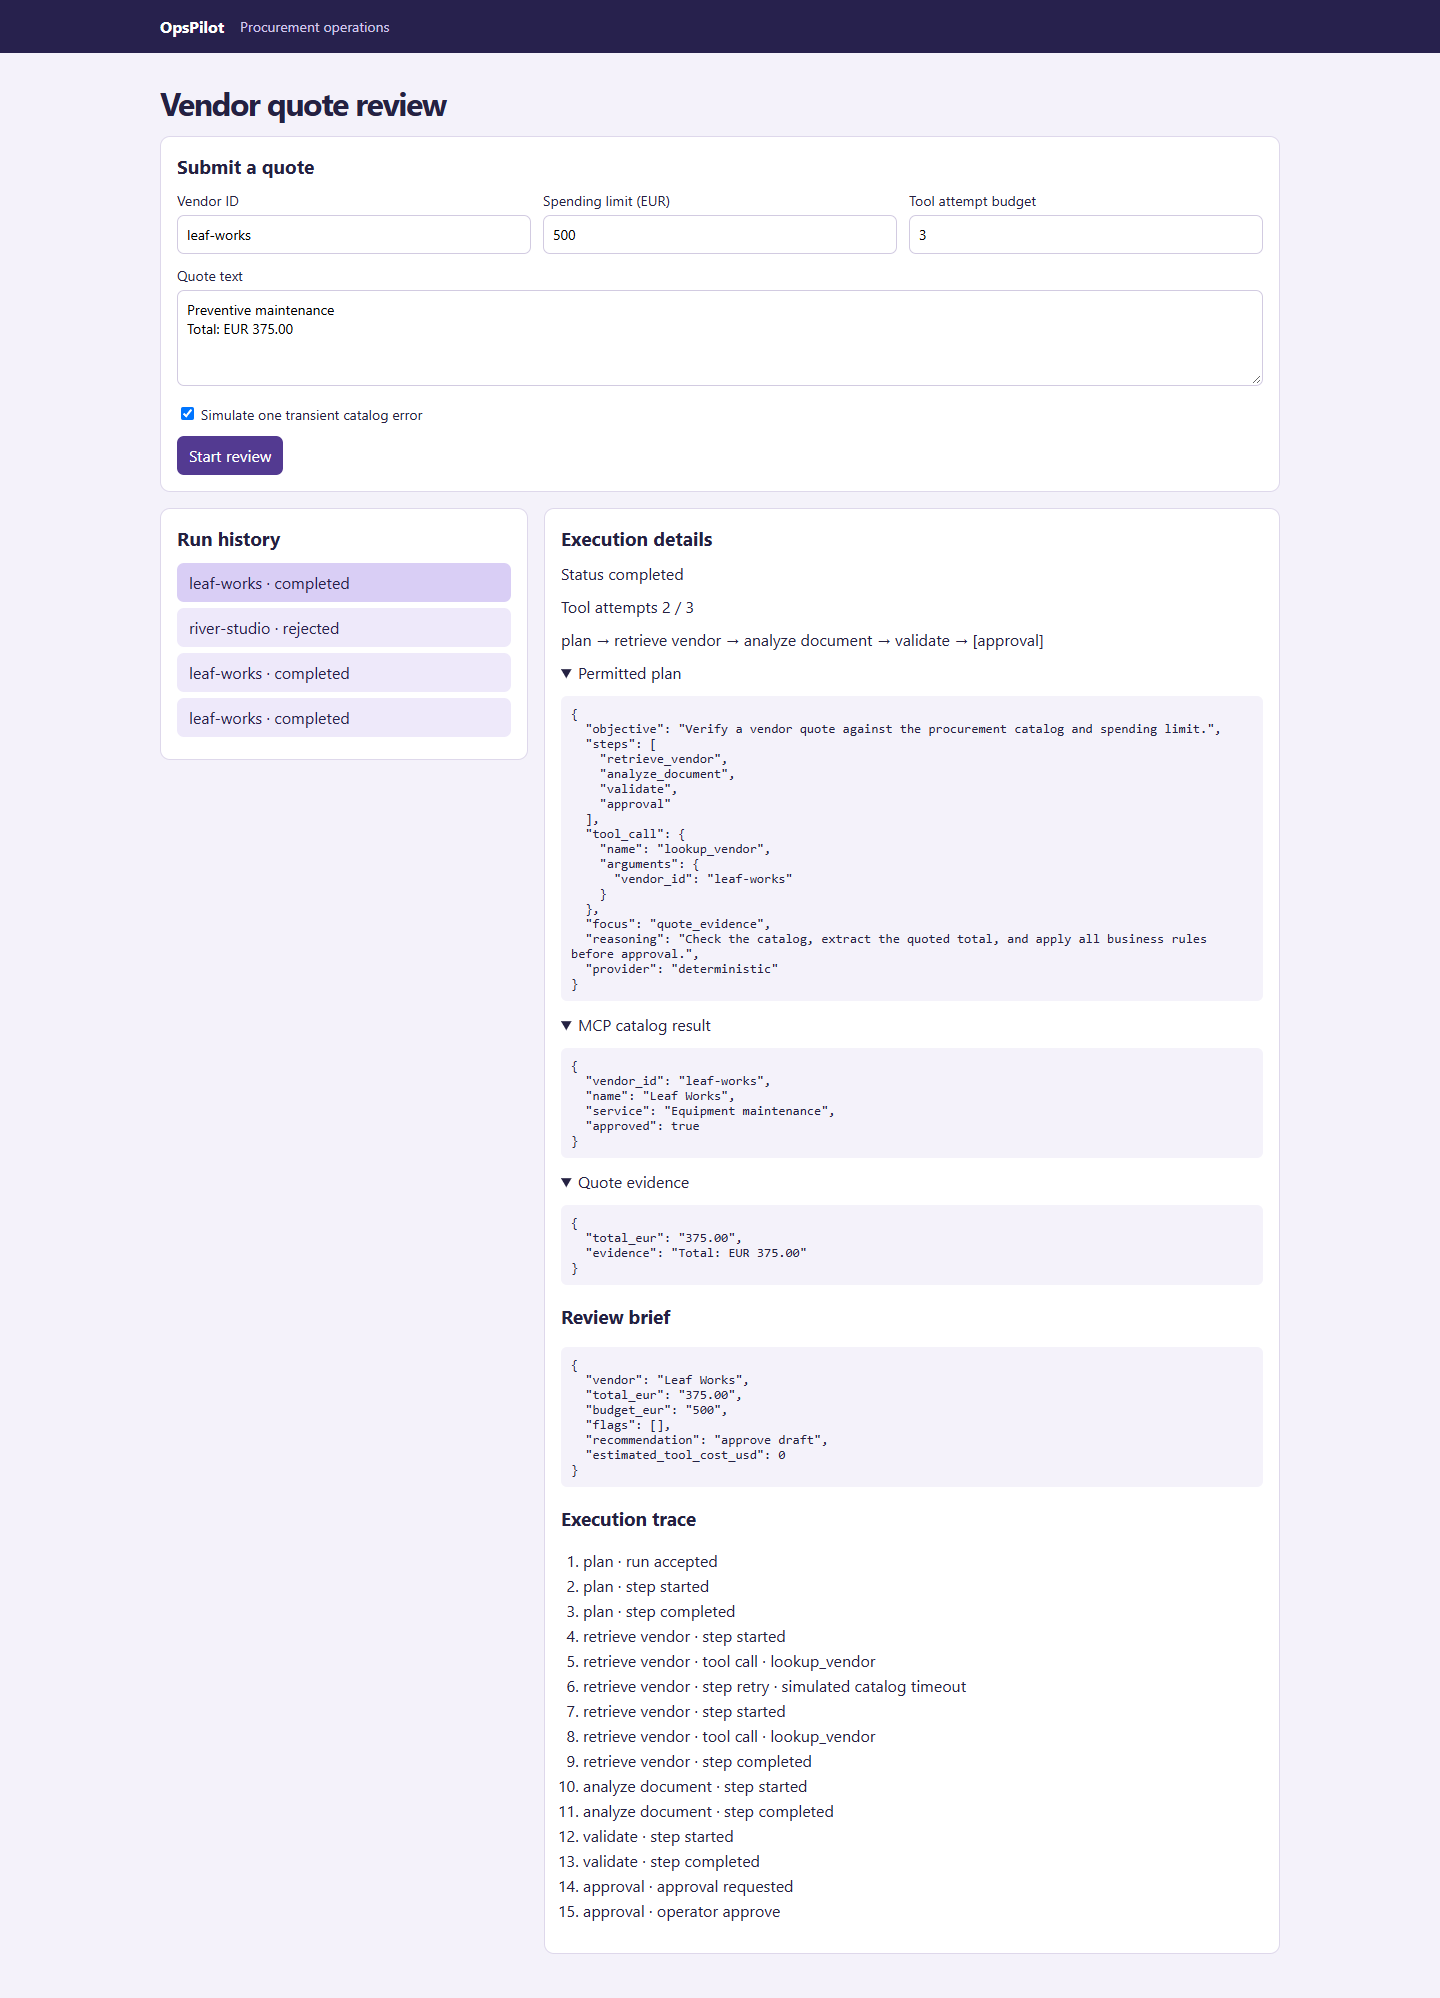 OpsPilot Procurement operations
Vendor quote review
Submit a quote
Vendor ID
leaf-works
Spending limit (EUR)
500
Tool attempt budget
3
Quote text
Preventive maintenance
Total: EUR 375.00
Simulate one transient catalog error
Start review
Run history
leaf-works · completed
river-studio · rejected
leaf-works · completed
leaf-works · completed
Execution details
Status completed
Tool attempts 2 / 3
plan → retrieve vendor → analyze document → validate → [approval]
▼ Permitted plan
{
  "objective": "Verify a vendor quote against the procurement catalog and spending limit.",
  "steps": [
    "retrieve_vendor",
    "analyze_document",
    "validate",
    "approval"
  ],
  "tool_call": {
    "name": "lookup_vendor",
    "arguments": {
      "vendor_id": "leaf-works"
    }
  },
  "focus": "quote_evidence",
  "reasoning": "Check the catalog, extract the quoted total, and apply all business rules
before approval.",
  "provider": "deterministic"
}
▼ MCP catalog result
{
  "vendor_id": "leaf-works",
  "name": "Leaf Works",
  "service": "Equipment maintenance",
  "approved": true
}
▼ Quote evidence
{
  "total_eur": "375.00",
  "evidence": "Total: EUR 375.00"
}
Review brief
{
  "vendor": "Leaf Works",
  "total_eur": "375.00",
  "budget_eur": "500",
  "flags": [],
  "recommendation": "approve draft",
  "estimated_tool_cost_usd": 0
}
Execution trace
1. plan · run accepted
2. plan · step started
3. plan · step completed
4. retrieve vendor · step started
5. retrieve vendor · tool call · lookup_vendor
6. retrieve vendor · step retry · simulated catalog timeout
7. retrieve vendor · step started
8. retrieve vendor · tool call · lookup_vendor
9. retrieve vendor · step completed
10. analyze document · step started
11. analyze document · step completed
12. validate · step started
13. validate · step completed
14. approval · approval requested
15. approval · operator approve